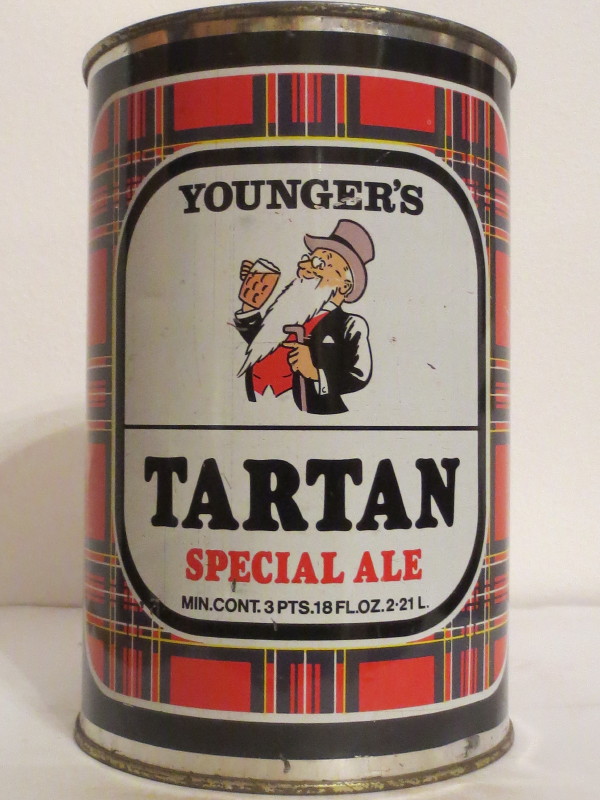 YOUNGER'S
TARTAN
SPECIAL ALE
MIN.CONT. 3 PTS.18 FL.OZ. 2·21 L.